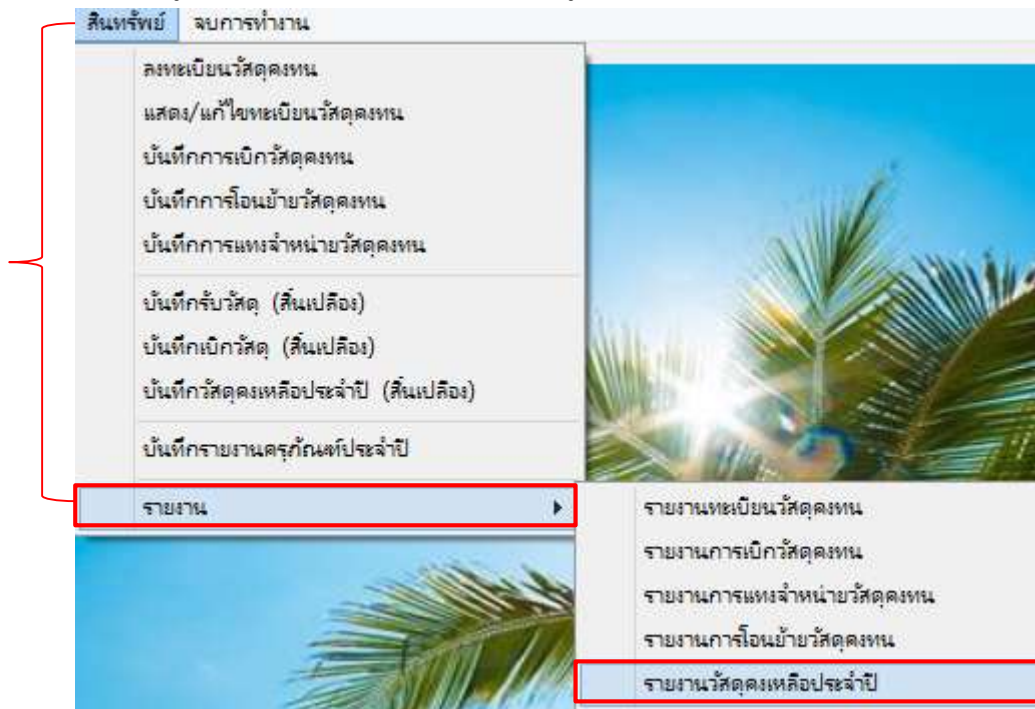 สินทรัพย์ จบการทำงาน
ลงทะเบียนวัสดุคงทน
แสดง/แก้ไขทะเบียนวัสดุคงทน
บันทึกการเบิกวัสดุคงทน
บันทึกการโอนย้ายวัสดุคงทน
บันทึกการแทงจำหน่ายวัสดุคงทน
บันทึกรับวัสดุ (สิ้นเปลือง)
บันทึกเบิกวัสดุ (สิ้นเปลือง)
บันทึกวัสดุคงเหลือประจำปี (สิ้นเปลือง)
บันทึกรายงานครุภัณฑ์ประจำปี
รายงาน
รายงานทะเบียนวัสดุคงทน
รายงานการเบิกวัสดุคงทน
รายงานการแทงจำหน่ายวัสดุคงทน
รายงานการโอนย้ายวัสดุคงทน
รายงานวัสดุคงเหลือประจำปี